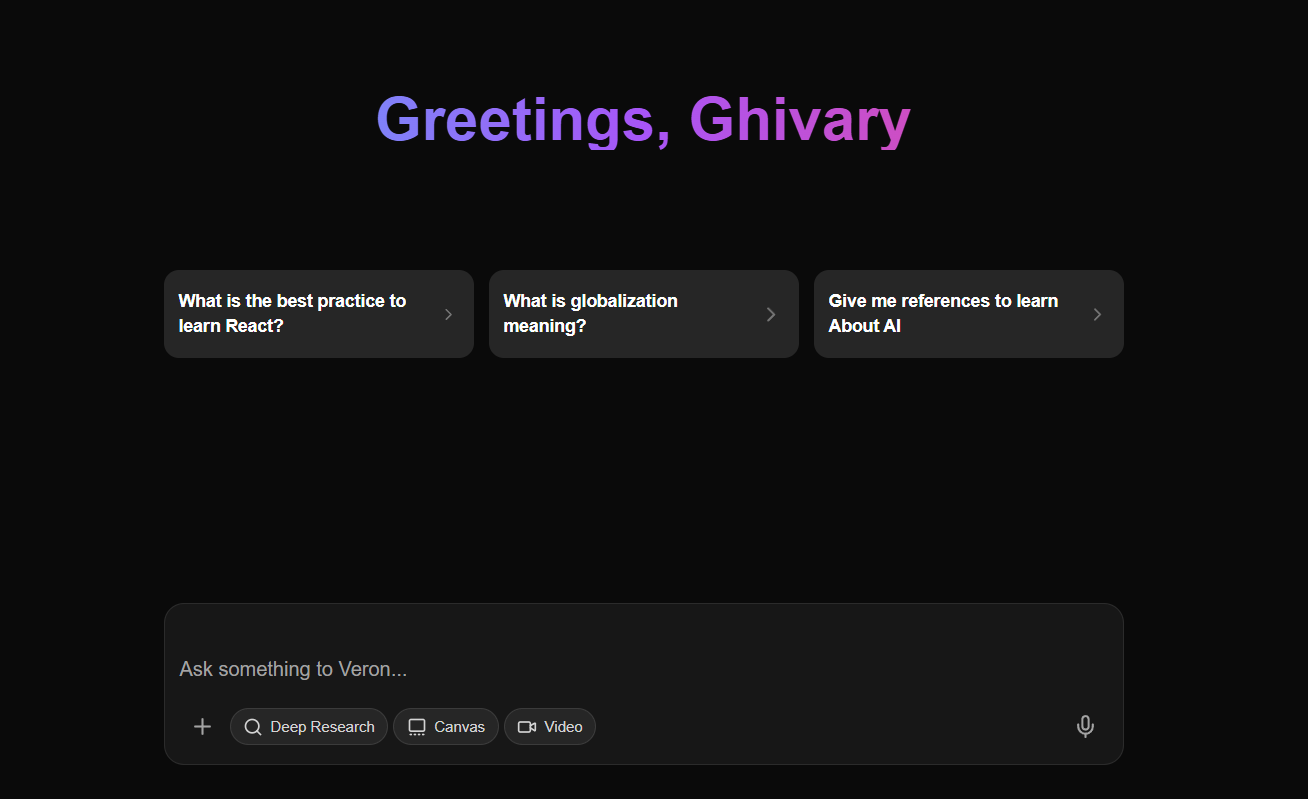 Greetings, Ghivary
What is the best practice to
learn React?
What is globalization
meaning?
Give me references to learn
About AI
Ask something to Veron...
Deep Research
Canvas
Video